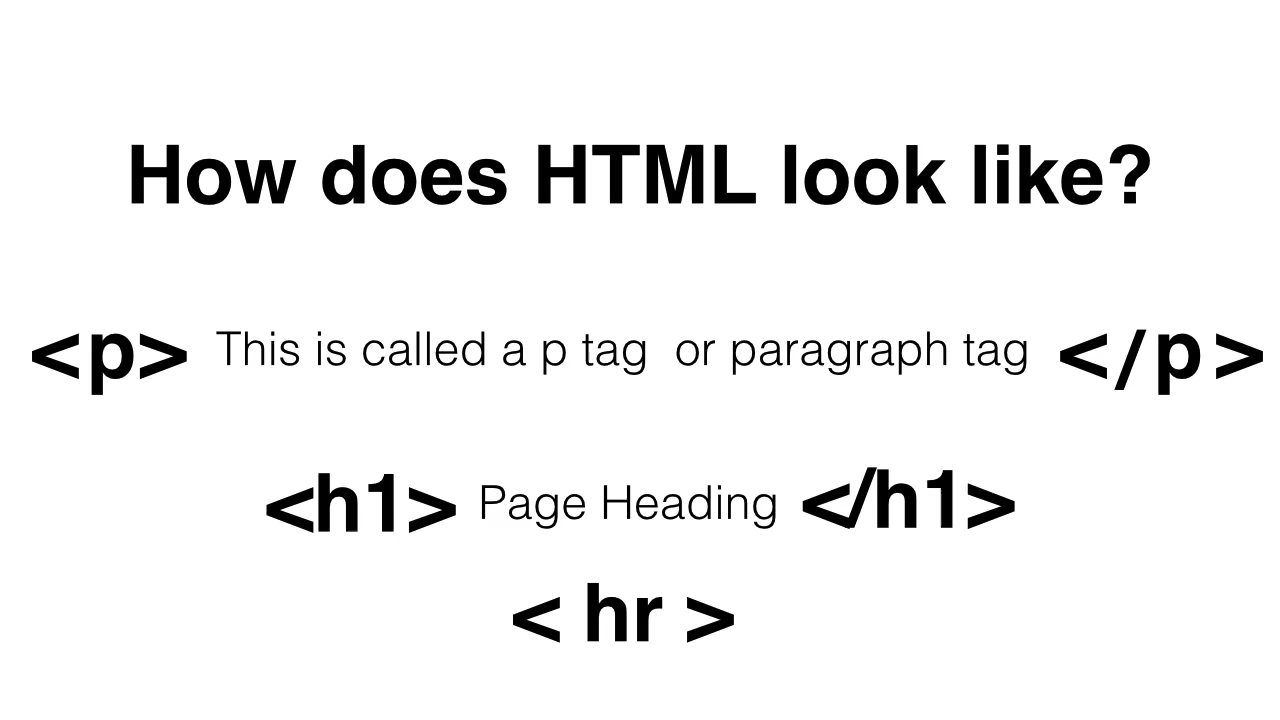 How does HTML look like?
<p> This is called a p tag  or paragraph tag </p>
<h1> Page Heading </h1>
< hr >